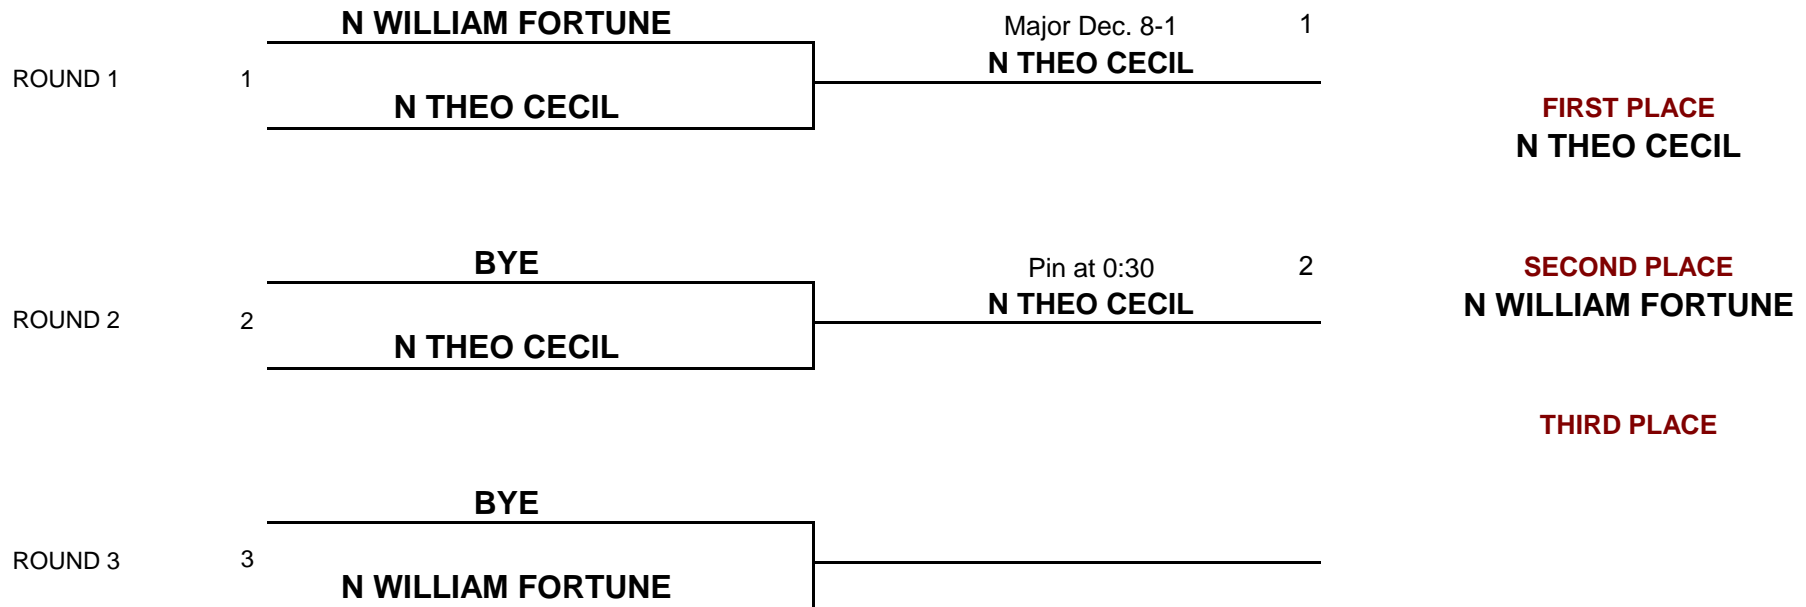 N WILLIAM FORTUNE
Major Dec. 8-1 1
N THEO CECIL
ROUND 1 1
N THEO CECIL
FIRST PLACE
N THEO CECIL
BYE
Pin at 0:30 2
SECOND PLACE
N THEO CECIL
N WILLIAM FORTUNE
ROUND 2 2
N THEO CECIL
THIRD PLACE
BYE
ROUND 3 3
N WILLIAM FORTUNE